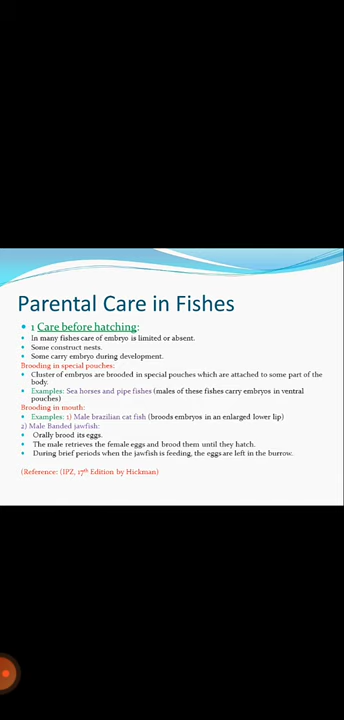 Parental Care in Fishes
• 1 Care before hatching:
• In many fishes care of embryo is limited or absent.
• Some construct nests.
• Some carry embryo during development.
Brooding in special pouches:
• Cluster of embryos are brooded in special pouches which are attached to some part of the
body.
• Examples: Sea horses and pipe fishes (males of these fishes carry embryos in ventral
pouches)
Brooding in mouth:
• Examples: 1) Male brazilian cat fish (broods embryos in an enlarged lower lip)
2) Male Banded jawfish:
• Orally brood its eggs.
• The male retrieves the female eggs and brood them until they hatch.
• During brief periods when the jawfish is feeding, the eggs are left in the burrow.
(Reference: (IPZ, 17th Edition by Hickman)